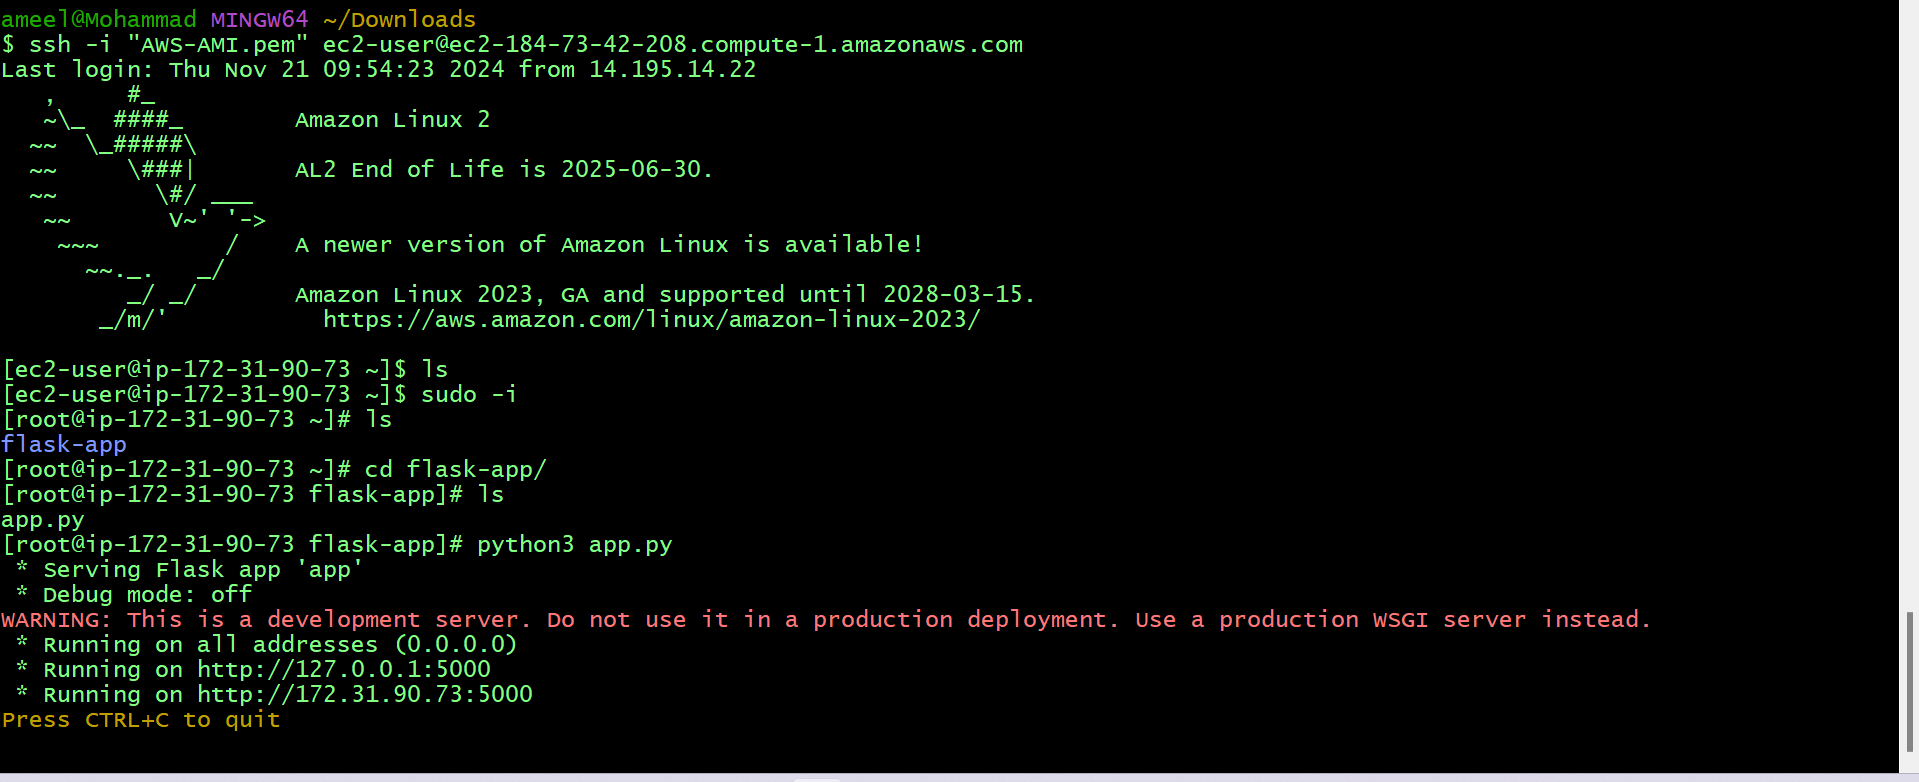 ameel@Mohammad MINGW64 ~/Downloads
$ ssh -i "AWS-AMI.pem" ec2-user@ec2-184-73-42-208.compute-1.amazonaws.com
Last login: Thu Nov 21 09:54:23 2024 from 14.195.14.22
   ,     #_
   ~\_  ####_        Amazon Linux 2
  ~~  \_#####\
  ~~     \###|       AL2 End of Life is 2025-06-30.
  ~~       \#/ ___
   ~~       V~' '->
    ~~~         /    A newer version of Amazon Linux is available!
      ~~._.   _/
         _/ _/       Amazon Linux 2023, GA and supported until 2028-03-15.
       _/m/'           https://aws.amazon.com/linux/amazon-linux-2023/

[ec2-user@ip-172-31-90-73 ~]$ ls
[ec2-user@ip-172-31-90-73 ~]$ sudo -i
[root@ip-172-31-90-73 ~]# ls
flask-app
[root@ip-172-31-90-73 ~]# cd flask-app/
[root@ip-172-31-90-73 flask-app]# ls
app.py
[root@ip-172-31-90-73 flask-app]# python3 app.py
 * Serving Flask app 'app'
 * Debug mode: off
WARNING: This is a development server. Do not use it in a production deployment. Use a production WSGI server instead.
 * Running on all addresses (0.0.0.0)
 * Running on http://127.0.0.1:5000
 * Running on http://172.31.90.73:5000
Press CTRL+C to quit